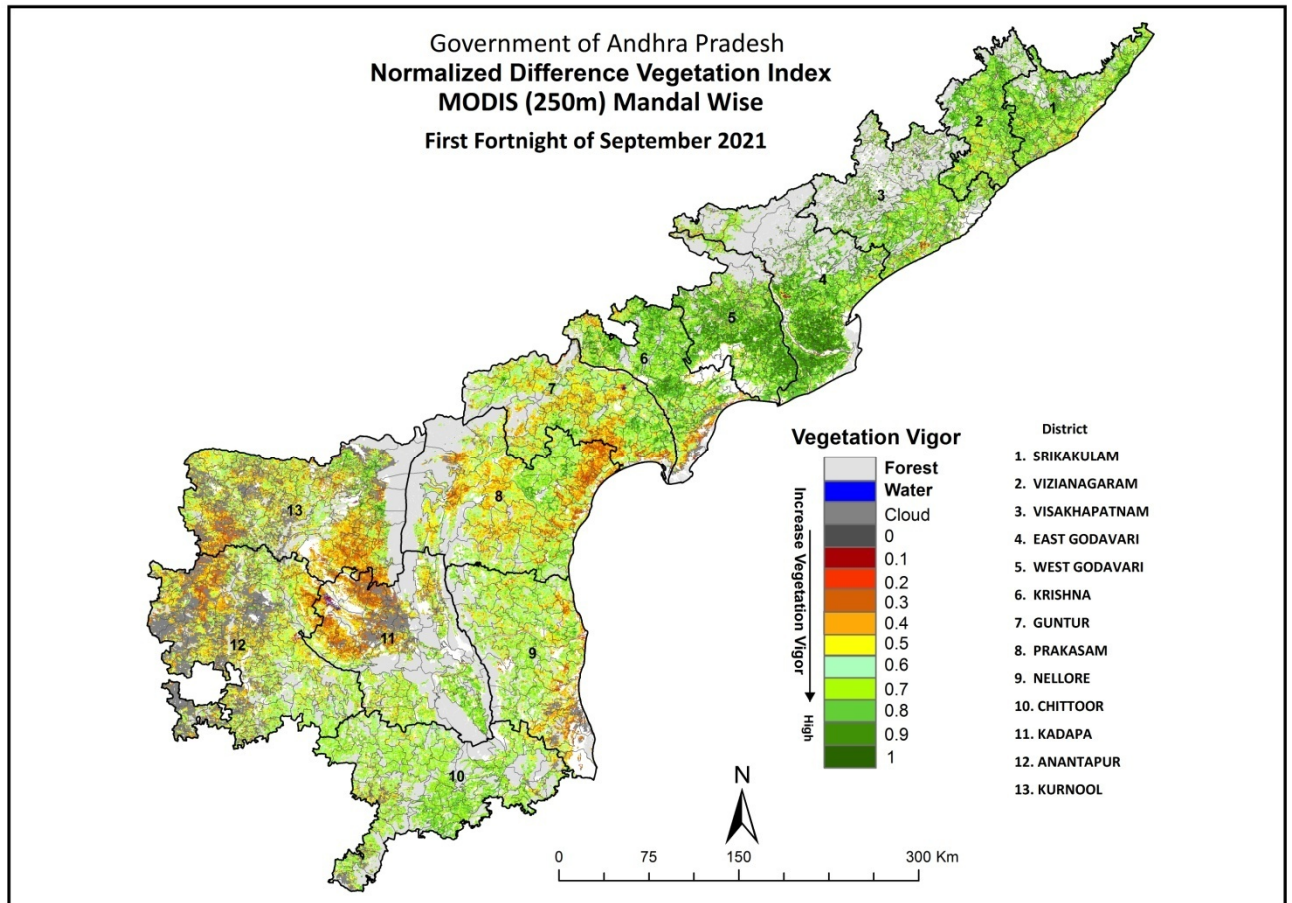 Government of Andhra Pradesh
Normalized Difference Vegetation Index
MODIS (250m) Mandal Wise
First Fortnight of September 2021
1
2
3
4
5
6
7
8
9
10
11
12
13
Vegetation Vigor
Forest
Water
Cloud
0
0.1
0.2
0.3
0.4
0.5
0.6
0.7
0.8
0.9
1
Increase Vegetation Vigor
High
District
1. SRIKAKULAM
2. VIZIANAGARAM
3. VISAKHAPATNAM
4. EAST GODAVARI
5. WEST GODAVARI
6. KRISHNA
7. GUNTUR
8. PRAKASAM
9. NELLORE
10. CHITTOOR
11. KADAPA
12. ANANTAPUR
13. KURNOOL
N
0 75 150 300 Km